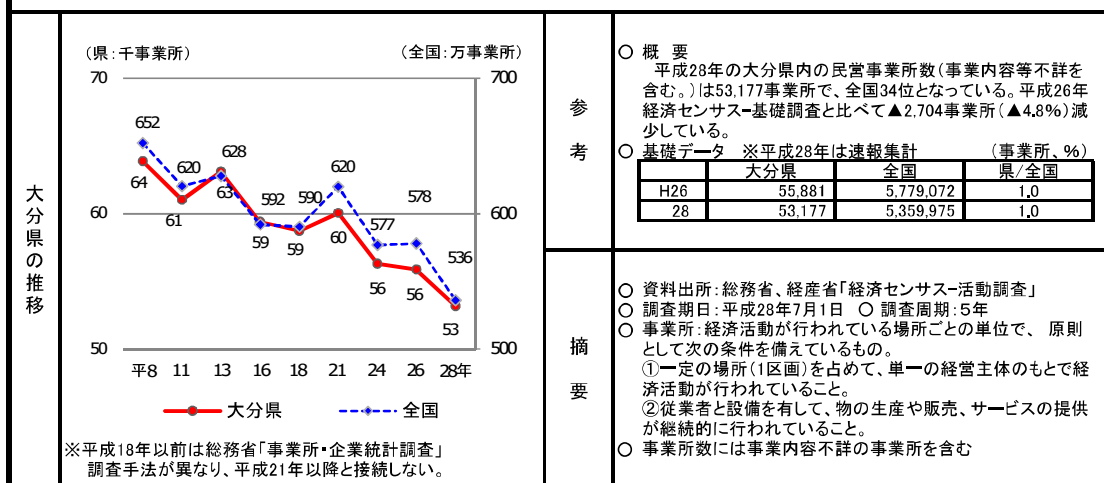 大分県の推移
(県:千事業所) (全国:万事業所)
70 700
652
620
628
592
590
620
577
578
536
64
61
63
59
59
60
56
56
53
60 600
50 500
平8 11 13 16 18 21 24 26 28年
大分県 全国
※平成18年以前は総務省「事業所・企業統計調査」
調査手法が異なり、平成21年以降と接続しない。
参考
○ 概 要
平成28年の大分県内の民営事業所数(事業内容等不詳を
含む。)は53,177事業所で、全国34位となっている。平成26年
経済センサス-基礎調査と比べて▲2,704事業所(▲4.8%)減
少している。
○ 基礎データ ※平成28年は速報集計 (事業所、%)
大分県 全国 県/全国
H26 55,881 5,779,072 1.0
28 53,177 5,359,975 1.0
摘要
○ 資料出所:総務省、経産省「経済センサス-活動調査」
○ 調査期日:平成28年7月1日 ○ 調査周期:5年
○ 事業所:経済活動が行われている場所ごとの単位で、 原則
として次の条件を備えているもの。
①一定の場所(1区画)を占めて、単一の経営主体のもとで経
済活動が行われていること。
②従業者と設備を有して、物の生産や販売、サービスの提供
が継続的に行われていること。
○ 事業所数には事業内容不詳の事業所を含む